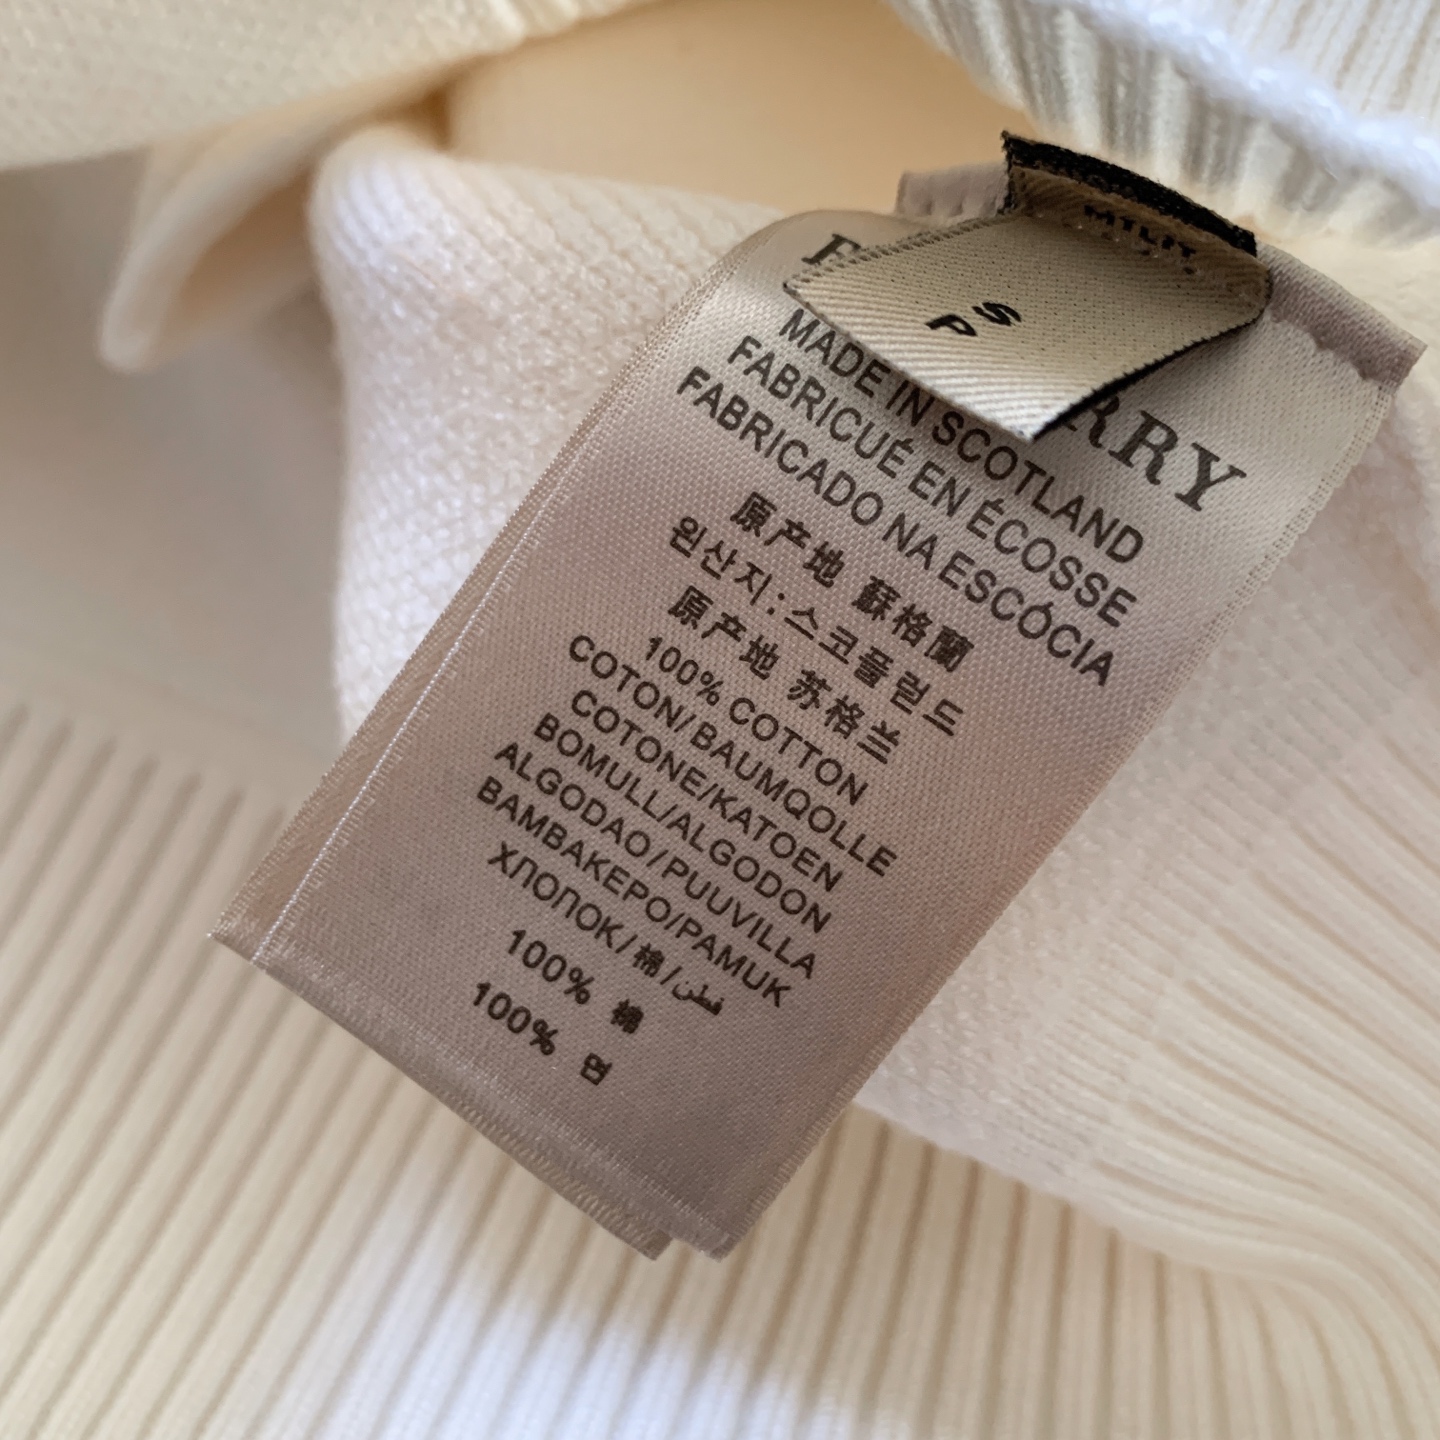 S
P
MADE IN SCOTLAND
FABRICUÉ EN ÉCOSSE
FABRICADO NA ESCÓCIA
原产地 蘇格蘭
원산지:스코틀런드
原产地 苏格兰
100% COTTON
COTON/BAUMQOLLE
COTONE/KATOEN
BOMULL/ALGODON
ALGODAO/PUUVILLA
BAMBAKEPO/PAMUK
ХЛОПОК/棉/قطن
100% 棉
100% 면